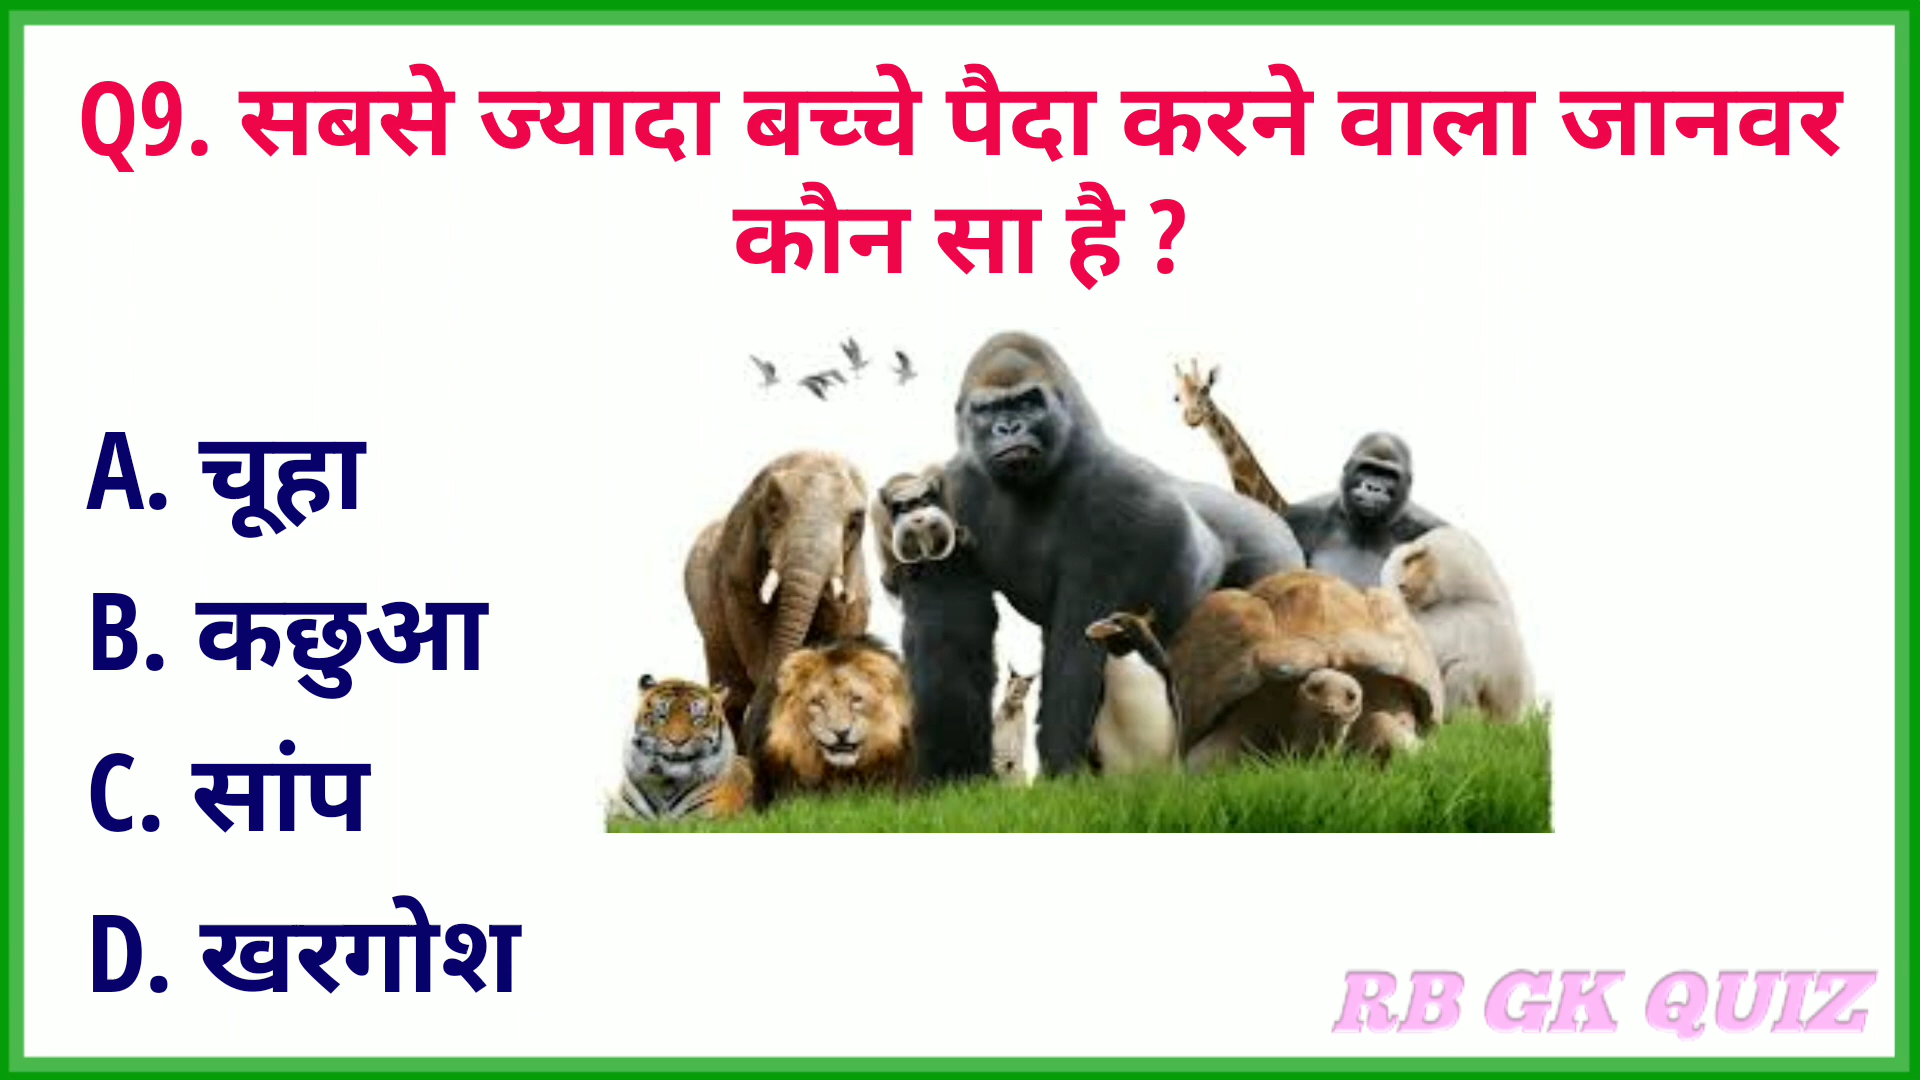 Q9. सबसे ज्यादा बच्चे पैदा करने वाला जानवर
कौन सा है ?
A. चूहा
B. कछुआ
C. सांप
D. खरगोश
RB GK QUIZ